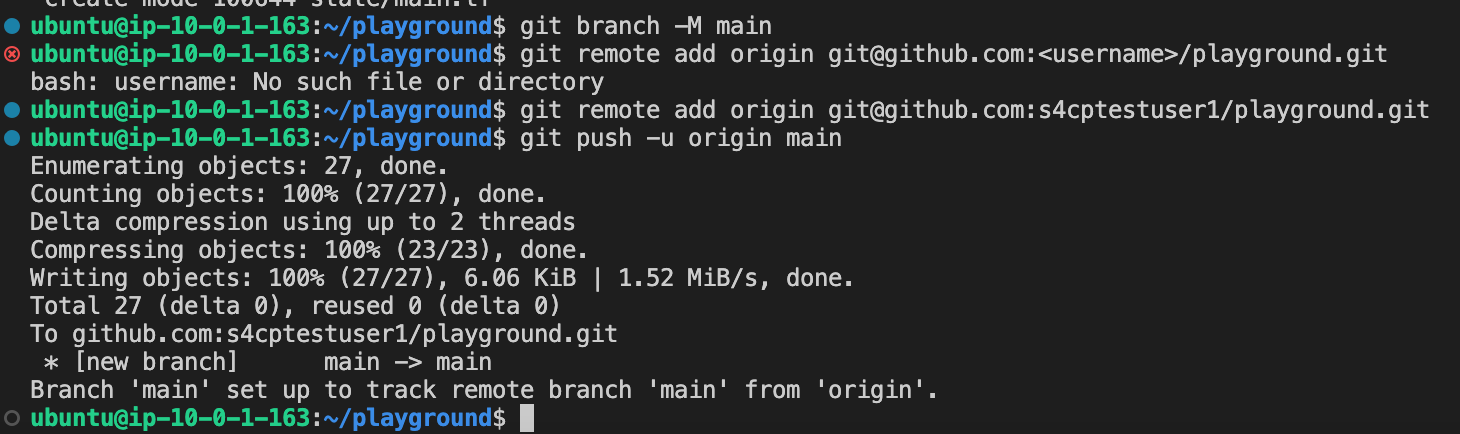 create mode 100644 state/main.tf
ubuntu@ip-10-0-1-163:~/playground$ git branch -M main
ubuntu@ip-10-0-1-163:~/playground$ git remote add origin git@github.com:<username>/playground.git
bash: username: No such file or directory
ubuntu@ip-10-0-1-163:~/playground$ git remote add origin git@github.com:s4cptestuser1/playground.git
ubuntu@ip-10-0-1-163:~/playground$ git push -u origin main
Enumerating objects: 27, done.
Counting objects: 100% (27/27), done.
Delta compression using up to 2 threads
Compressing objects: 100% (23/23), done.
Writing objects: 100% (27/27), 6.06 KiB | 1.52 MiB/s, done.
Total 27 (delta 0), reused 0 (delta 0)
To github.com:s4cptestuser1/playground.git
 * [new branch]      main -> main
Branch 'main' set up to track remote branch 'main' from 'origin'.
ubuntu@ip-10-0-1-163:~/playground$